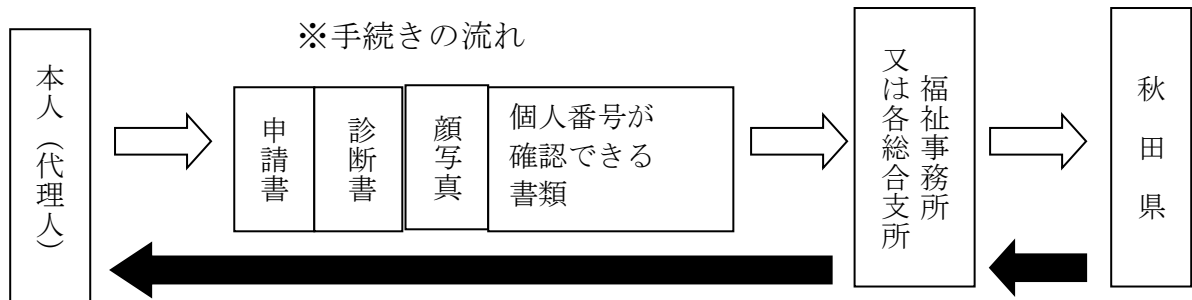 ※手続きの流れ
本人（代理人）
申請書
診断書
顔写真
個人番号が
確認できる
書類
福祉事務所
又は各総合支所
秋田県